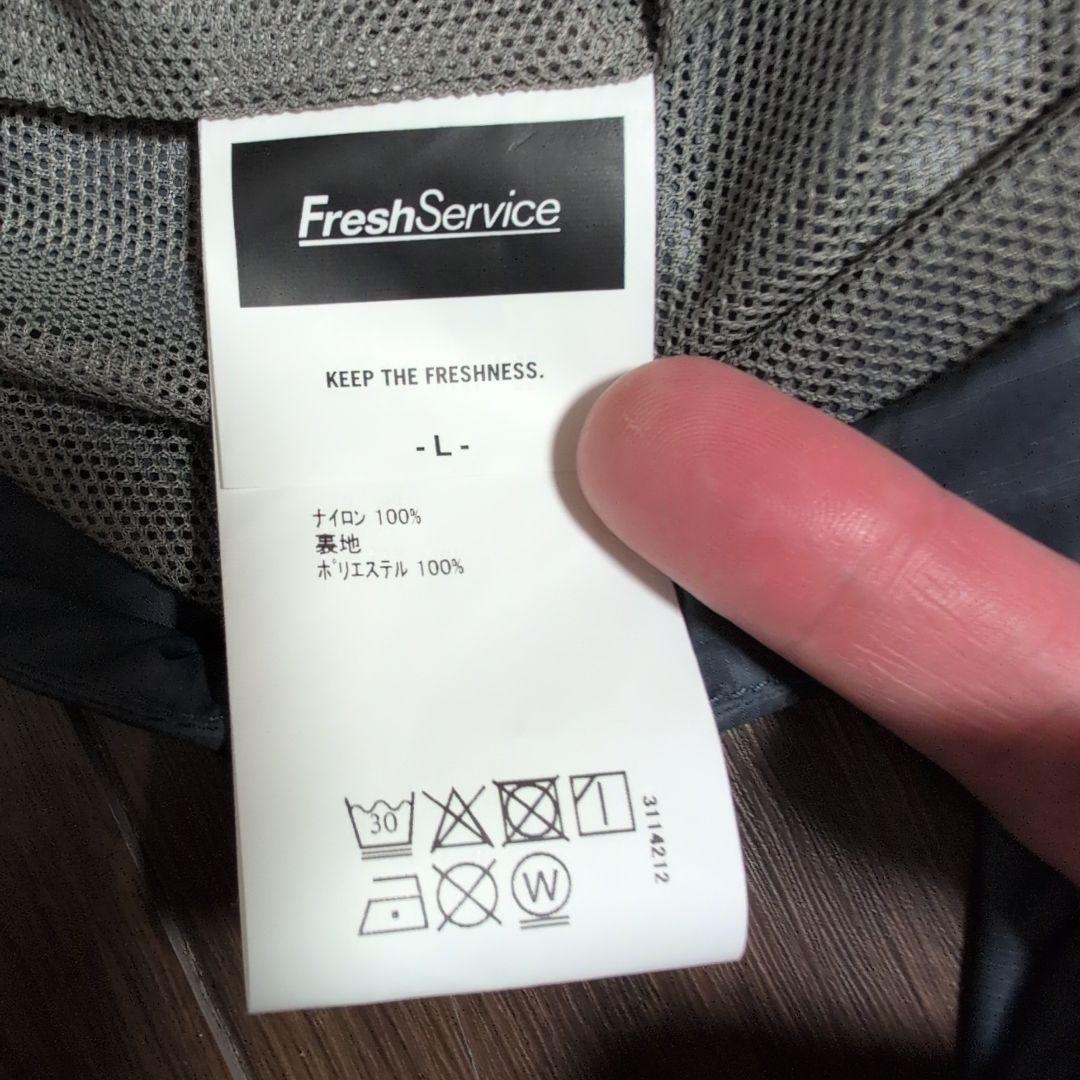 FreshService
KEEP THE FRESHNESS.
- L -
ナイロン 100%
裏地
ポリエステル 100%
30
W
3114212